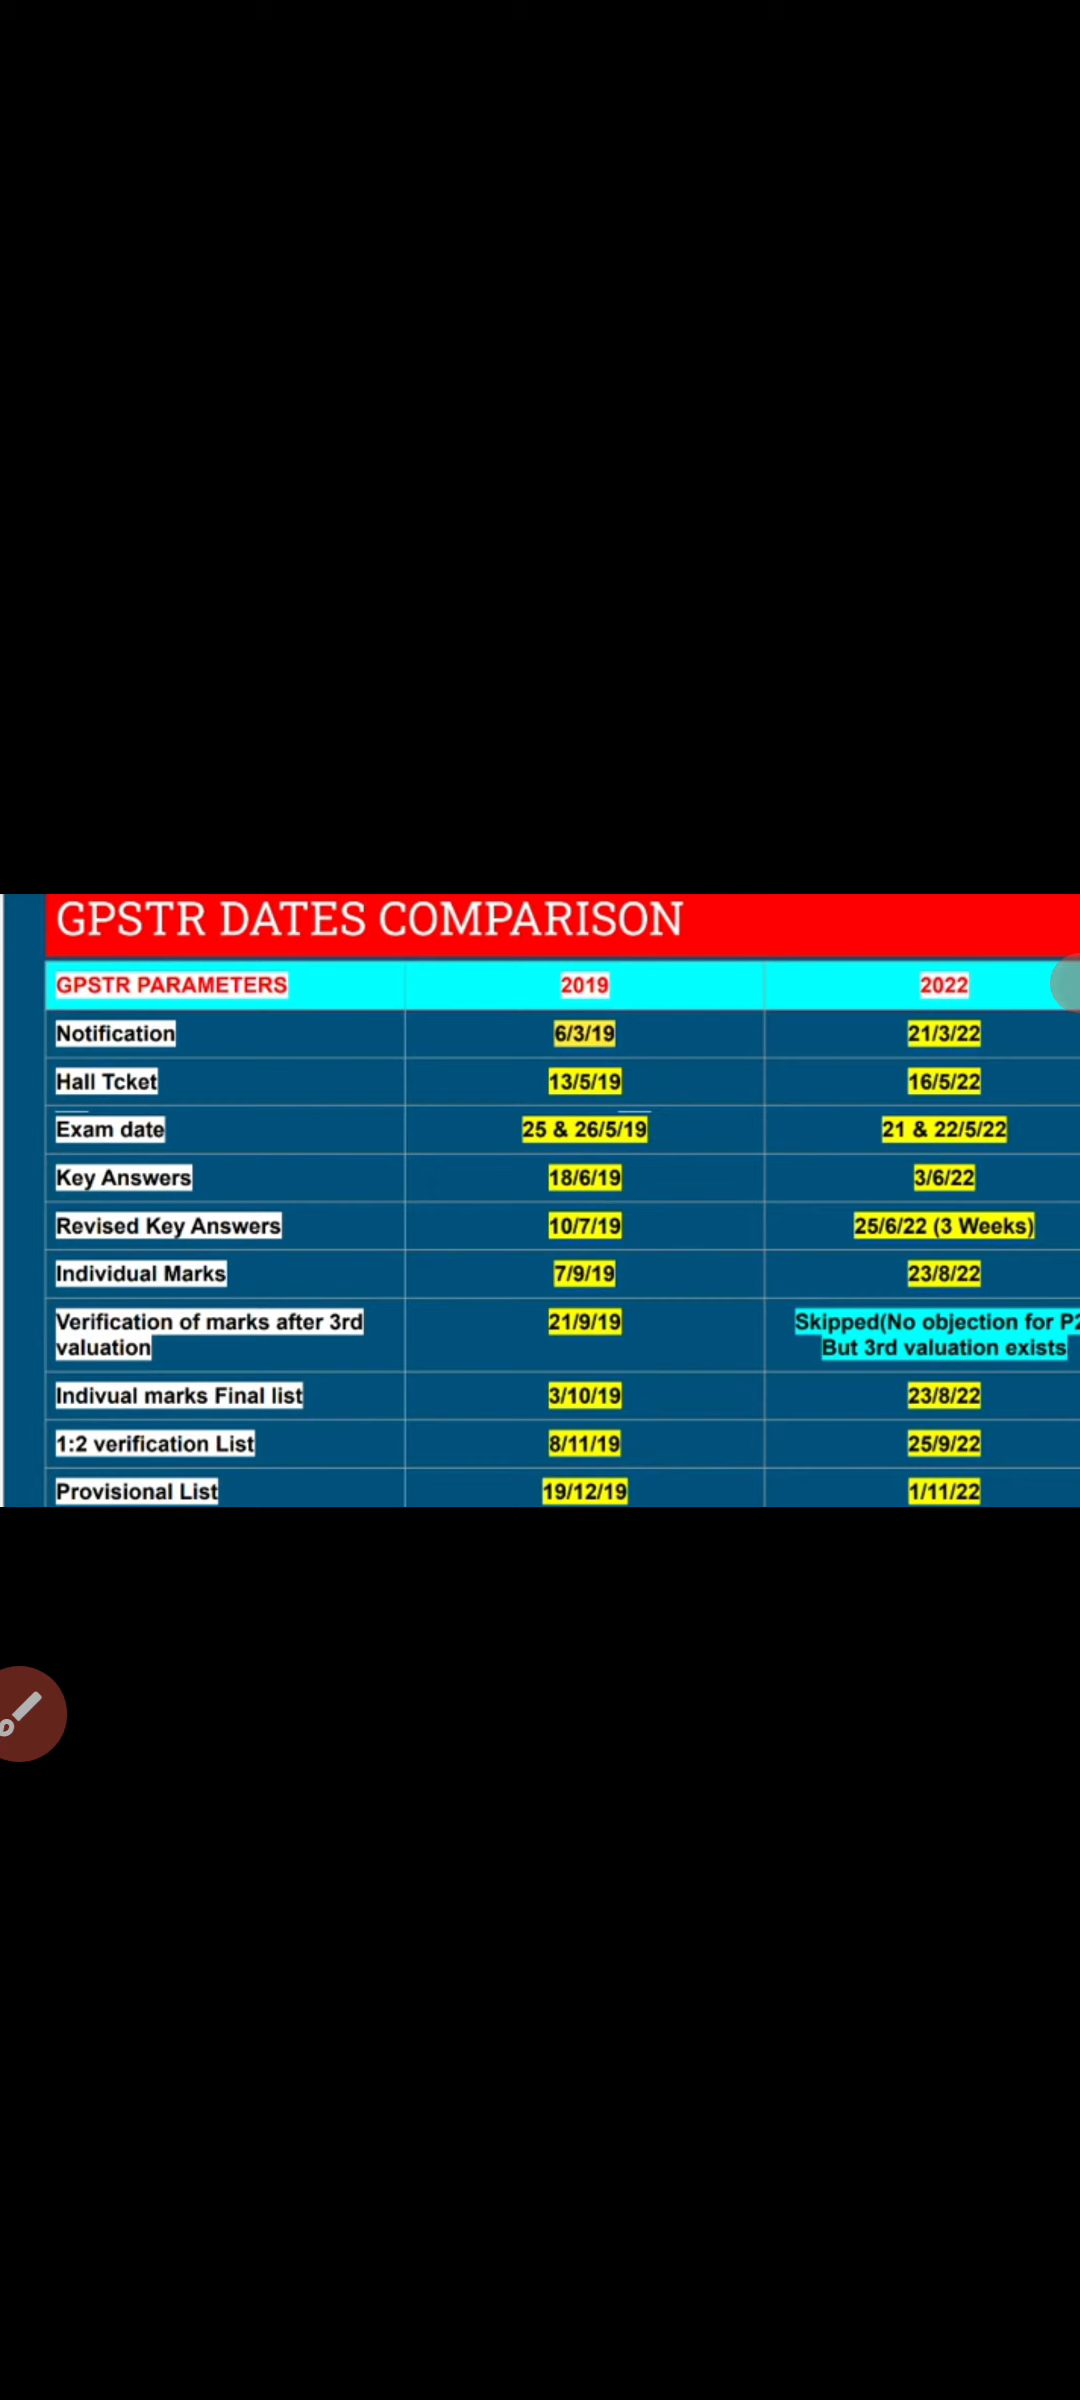 GPSTR DATES COMPARISON
GPSTR PARAMETERS 2019 2022
Notification 6/3/19 21/3/22
Hall Tcket 13/5/19 16/5/22
Exam date 25 & 26/5/19 21 & 22/5/22
Key Answers 18/6/19 3/6/22
Revised Key Answers 10/7/19 25/6/22 (3 Weeks)
Individual Marks 7/9/19 23/8/22
Verification of marks after 3rd 21/9/19 Skipped(No objection for P2
valuation But 3rd valuation exists
Indivual marks Final list 3/10/19 23/8/22
1:2 verification List 8/11/19 25/9/22
Provisional List 19/12/19 1/11/22